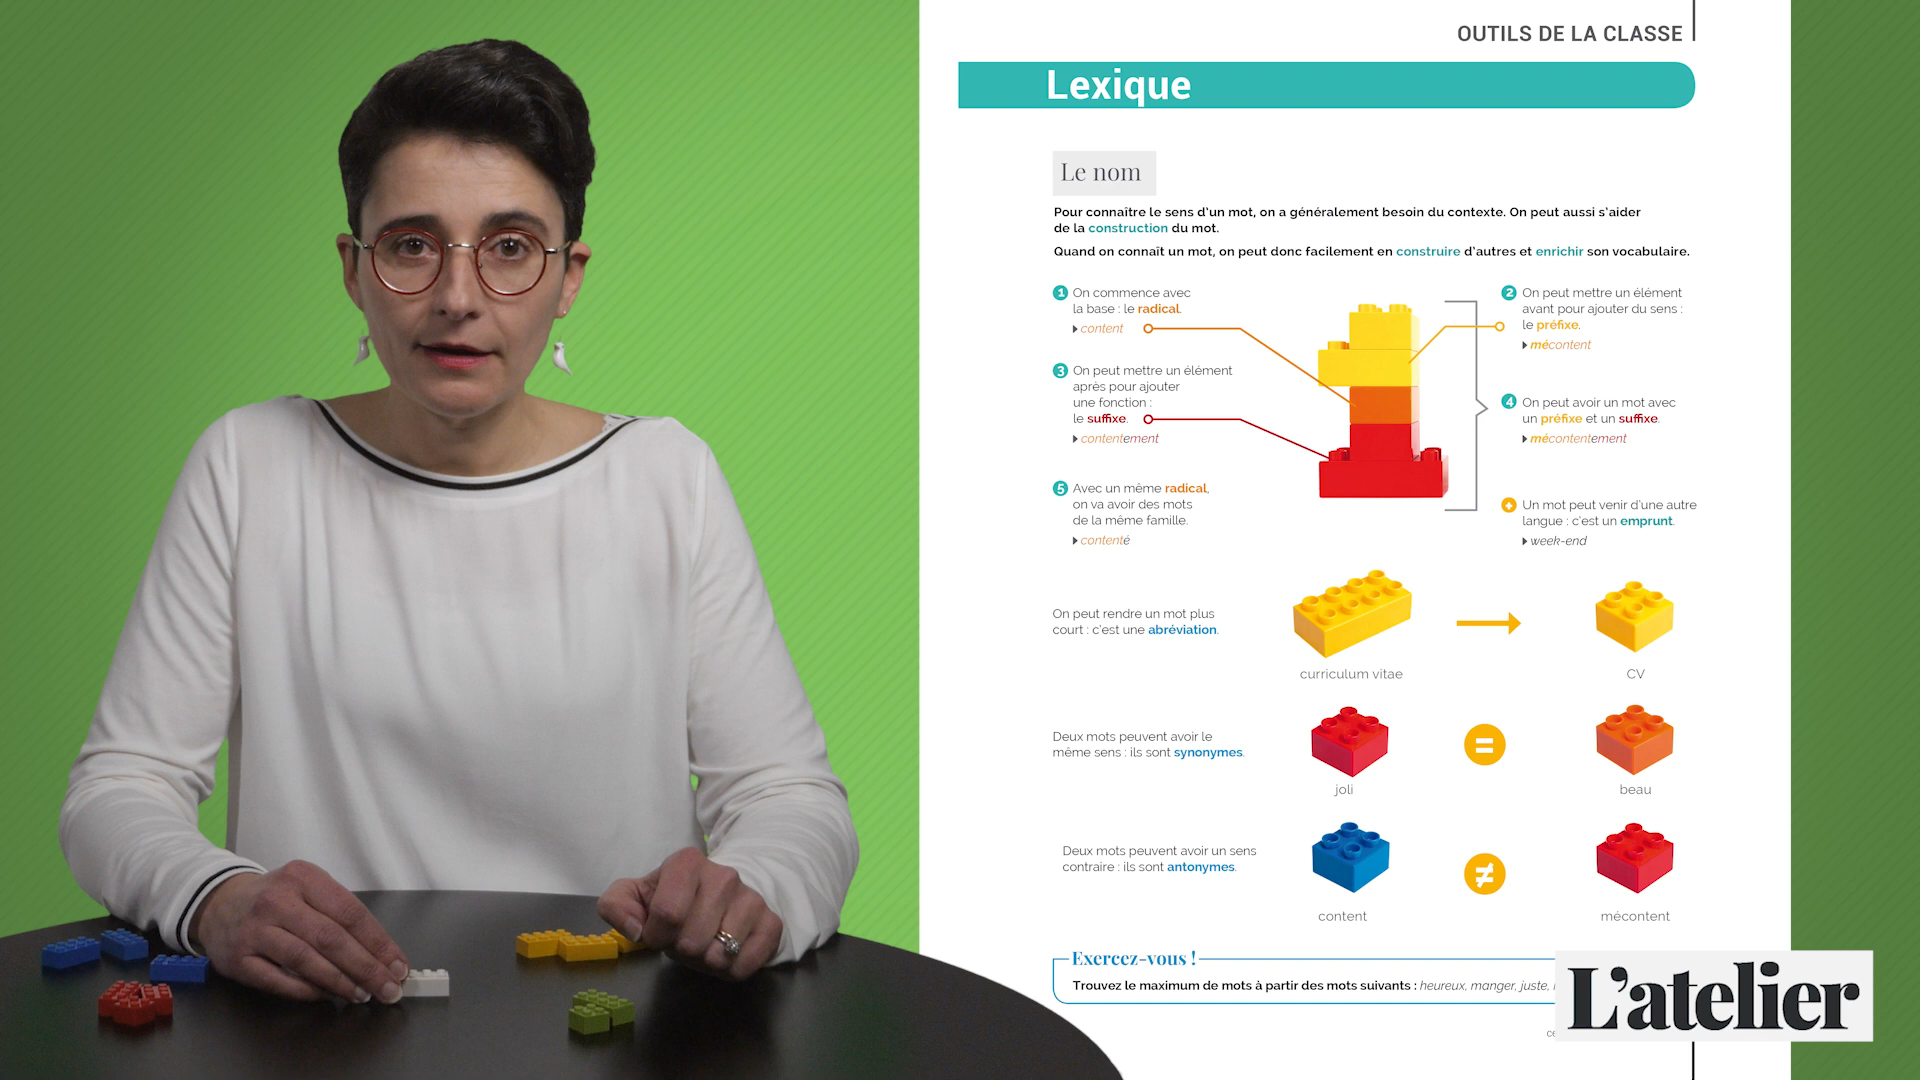 OUTILS DE LA CLASSE
Lexique
Le nom
Pour connaître le sens d'un mot, on a généralement besoin du contexte. On peut aussi s'aider
de la construction du mot.
Quand on connaît un mot, on peut donc facilement en construire d'autres et enrichir son vocabulaire.
1 On commence avec
la base : le radical.
content
2 On peut mettre un élément
avant pour ajouter du sens :
le préfixe.
mécontent
3 On peut mettre un élément
après pour ajouter
une fonction :
le suffixe.
contentement
4 On peut avoir un mot avec
un préfixe et un suffixe.
mécontentement
5 Avec un même radical,
on va avoir des mots
de la même famille.
contenté
+ Un mot peut venir d'une autre
langue : c'est un emprunt.
week-end
On peut rendre un mot plus
court : c'est une abréviation.
curriculum vitae
CV
Deux mots peuvent avoir le
même sens : ils sont synonymes.
joli
=
beau
Deux mots peuvent avoir un sens
contraire : ils sont antonymes.
content
≠
mécontent
Exercez-vous !
Trouvez le maximum de mots à partir des mots suivants : heureux, manger, juste,
L'atelier